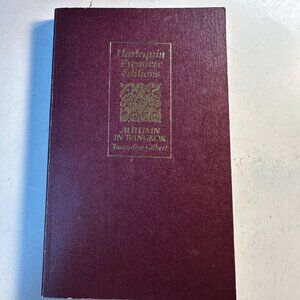 Harlequin
Premiere
Editions
AUTUMN
IN BANGKOK
Jacqueline Gilbert